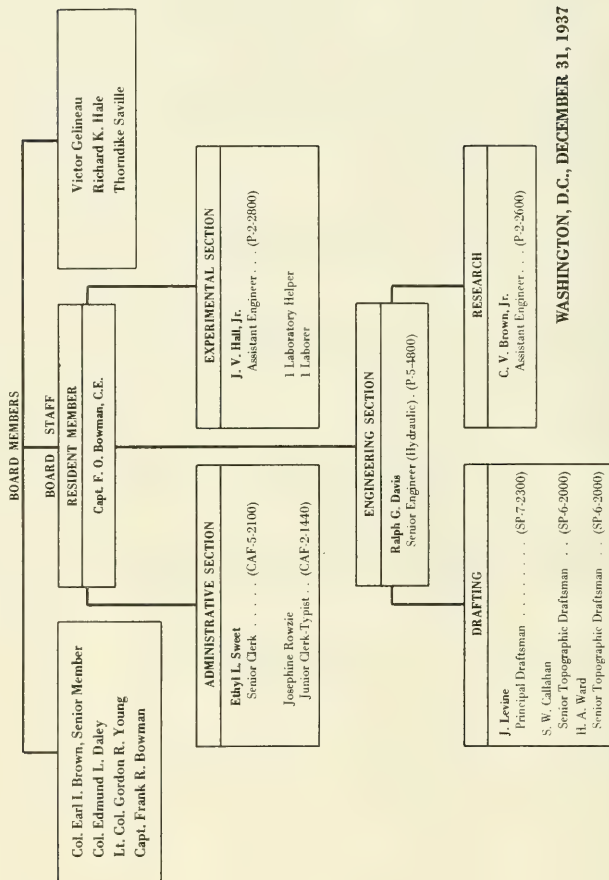 BOARD MEMBERS
Col. Earl I. Brown, Senior Member
Col. Edmund L. Daley
Lt. Col. Gordon R. Young
Capt. Frank R. Bowman
BOARD STAFF
RESIDENT MEMBER
Capt. F. O. Bowman, C.E.
Victor Gelineau
Richard K. Hale
Thorndike Saville
ADMINISTRATIVE SECTION
Ethyl L. Sweet
Senior Clerk . . . . . . (CAF-5-2100)
Josephine Rowzie
Junior Clerk-Typist . . (CAF-2-1440)
EXPERIMENTAL SECTION
J. V. Hall, Jr.
Assistant Engineer. . . (P-2-2800)
1 Laboratory Helper
1 Laborer
ENGINEERING SECTION
Ralph G. Davis
Senior Engineer (Hydraulic) . (P-5-4800)
DRAFTING
J. Levine
Principal Draftsman . . . . . . . . . . (SP-7-2300)
S. W. Callahan
Senior Topographic Draftsman . . (SP-6-2000)
H. A. Ward
Senior Topographic Draftsman . . (SP-6-2000)
RESEARCH
C. V. Brown, Jr.
Assistant Engineer. . . (P-2-2600)
WASHINGTON, D.C., DECEMBER 31, 1937